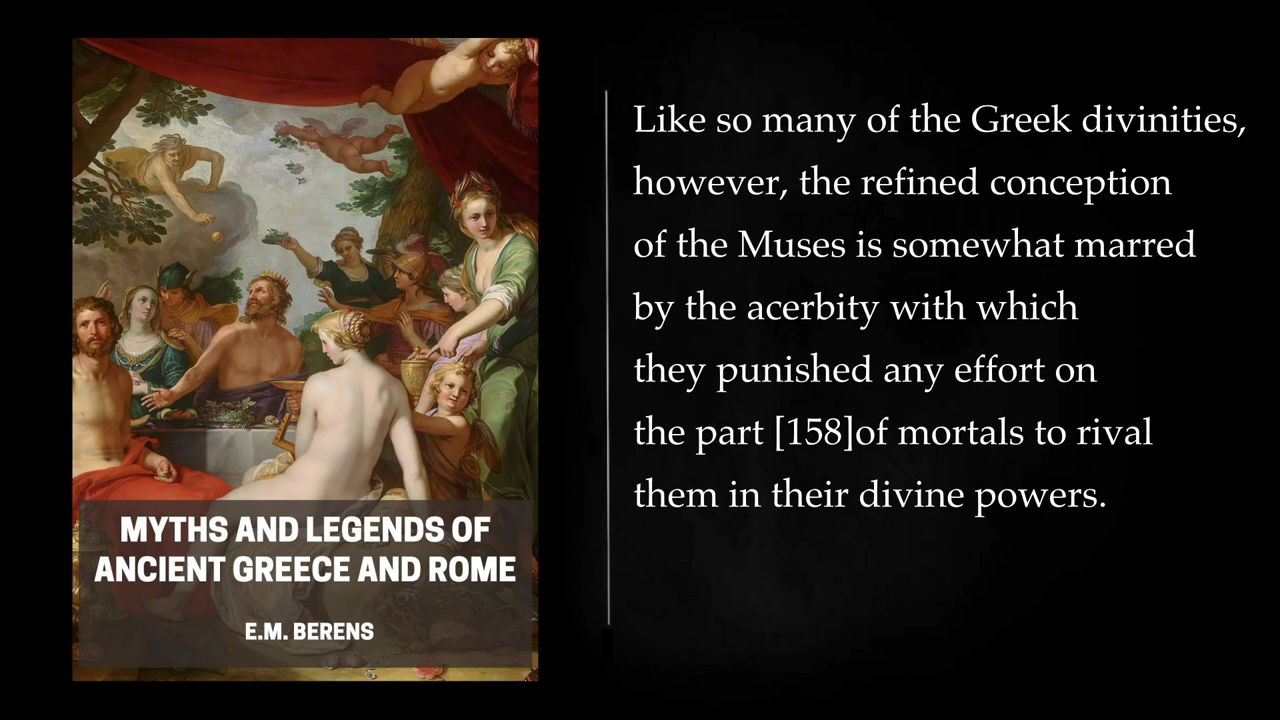 MYTHS AND LEGENDS OF
ANCIENT GREECE AND ROME
E.M. BERENS
Like so many of the Greek divinities,
however, the refined conception
of the Muses is somewhat marred
by the acerbity with which
they punished any effort on
the part [158]of mortals to rival
them in their divine powers.